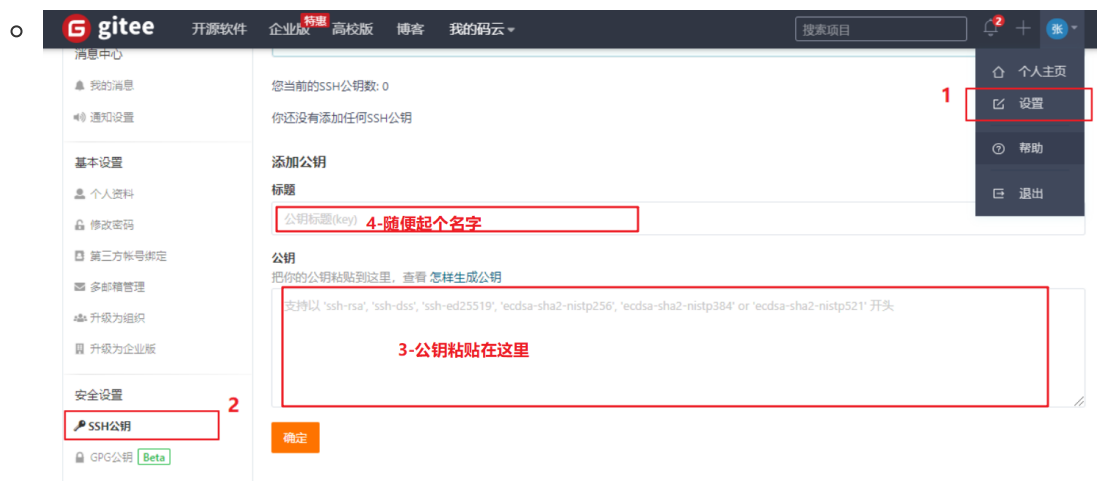 gitee 开源软件 企业版 特惠 高校版 博客 我的码云 搜索项目 2 张
消息中心
我的消息
通知设置
基本设置
个人资料
修改密码
第三方帐号绑定
多邮箱管理
升级为组织
升级为企业版
安全设置
2
SSH公钥
GPG公钥 Beta
您当前的SSH公钥数: 0
你还没有添加任何SSH公钥
添加公钥
标题
公钥标题(key) 4-随便起个名字
公钥
把你的公钥粘贴到这里，查看 怎样生成公钥
支持以 'ssh-rsa', 'ssh-dss', 'ssh-ed25519', 'ecdsa-sha2-nistp256', 'ecdsa-sha2-nistp384' or 'ecdsa-sha2-nistp521' 开头
3-公钥粘贴在这里
确定
个人主页
1
设置
帮助
退出